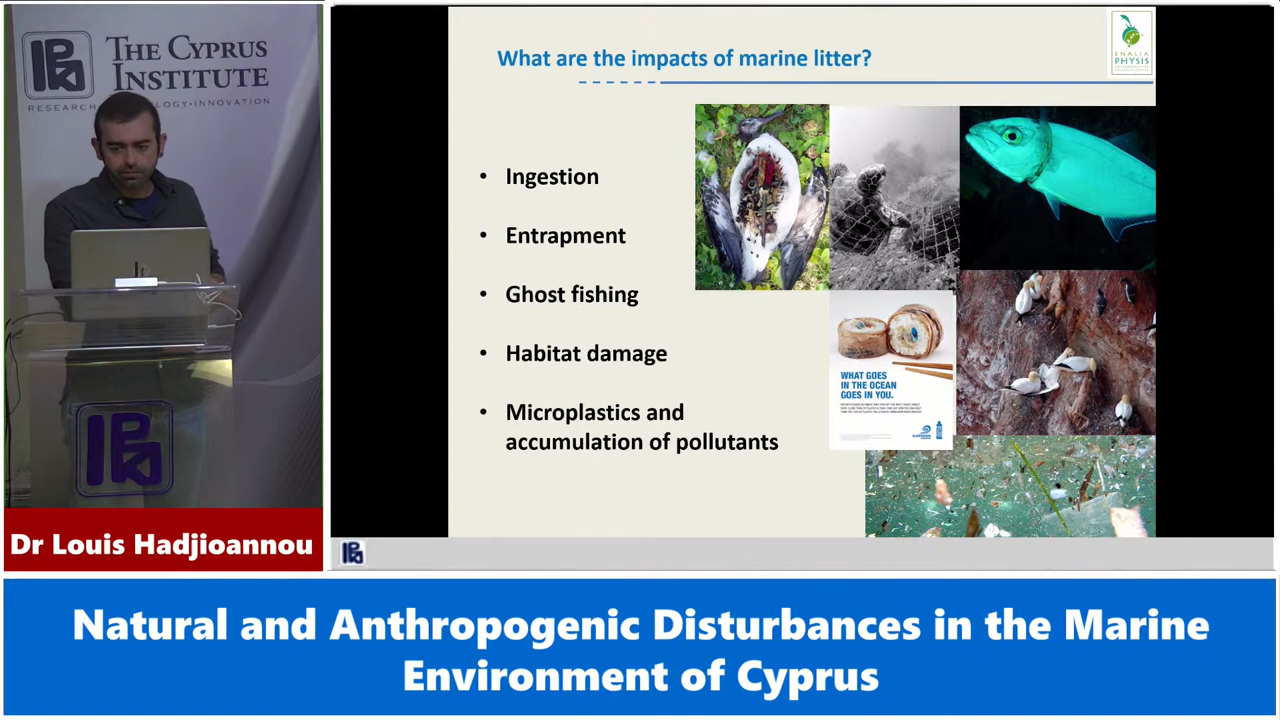 THE CYPRUS
INSTITUTE
RESEARCH
LOGY • INNOVATION
What are the impacts of marine litter?
ENALIA
PHYSIS
• Ingestion
• Entrapment
• Ghost fishing
• Habitat damage
• Microplastics and
accumulation of pollutants
WHAT GOES
IN THE OCEAN
GOES IN YOU.
Dr Louis Hadjioannou
Natural and Anthropogenic Disturbances in the Marine
Environment of Cyprus